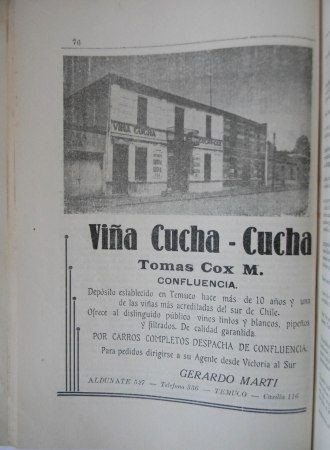 76
VIÑA CUCHA
Viña Cucha - Cucha
Tomas Cox M.
CONFLUENCIA.
Depósito establecido en Temuco hace más de 10 años y una
de las viñas más acreditadas del sur de Chile.
Ofrece al distinguido público vinos tintos y blancos, pipeños
y filtrados. De calidad garantida.
POR CARROS COMPLETOS DESPACHA DE CONFLUENCIA.
Para pedidos dirigirse a su Agente desde Victoria al Sur
GERARDO MARTI
ALDUNATE 547 — Teléfono 336 — TEMUCO — Casilla 116